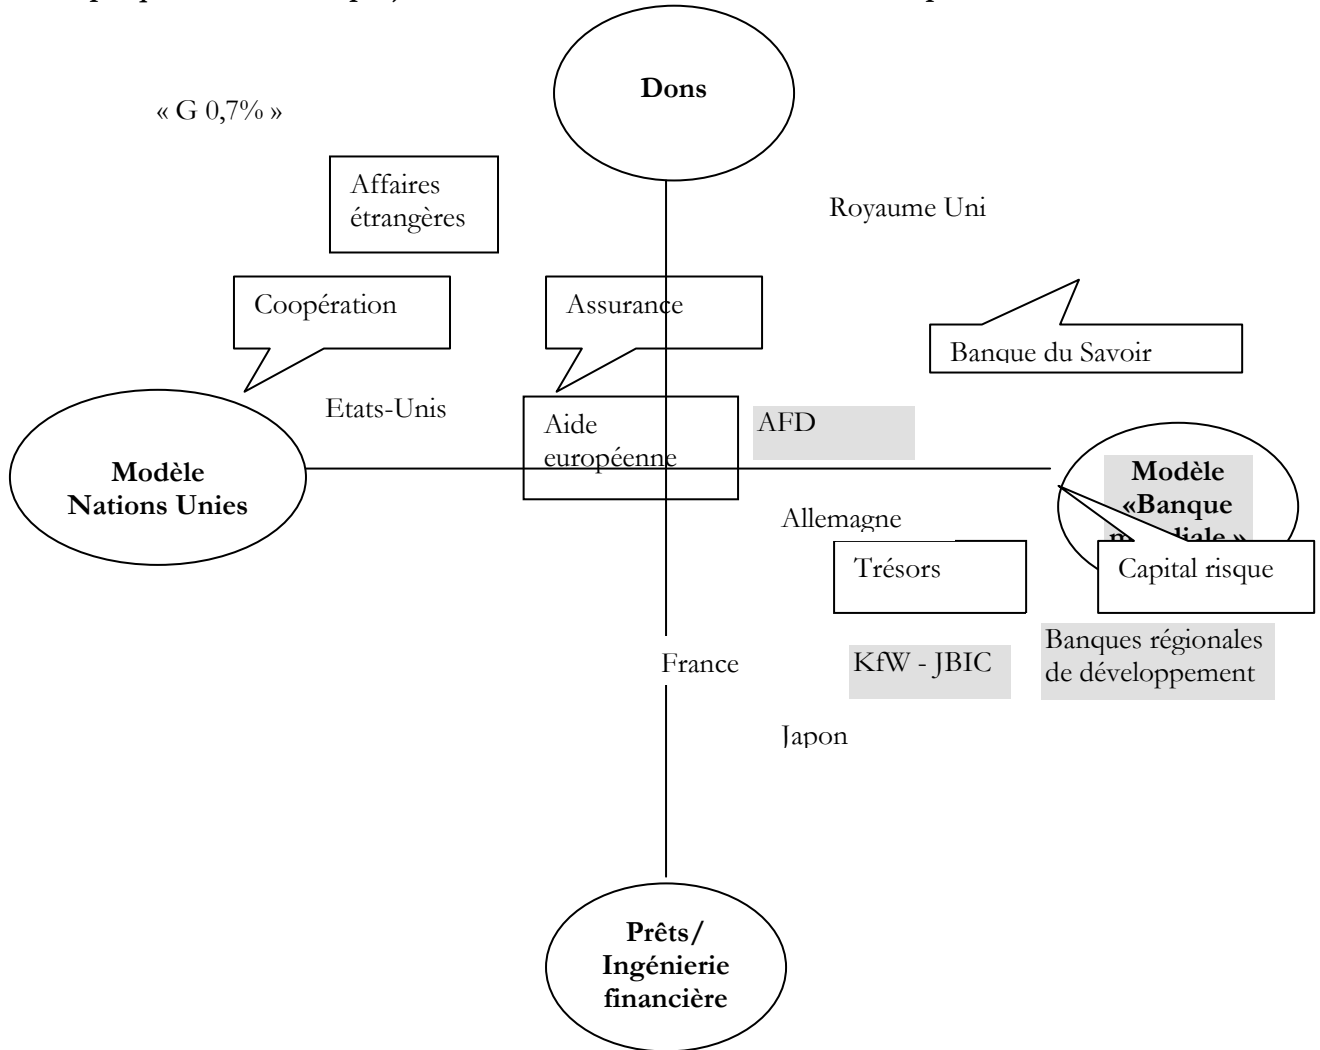 Dons
« G 0,7% »
Affaires
étrangères
Royaume Uni
Coopération
Assurance
Banque du Savoir
Etats-Unis
Aide
européenne
AFD
Modèle
Nations Unies
Modèle
«Banque
mondiale »
Allemagne
Trésors
Capital risque
France
KfW - JBIC
Banques régionales
de développement
Japon
Prêts/
Ingénierie
financière